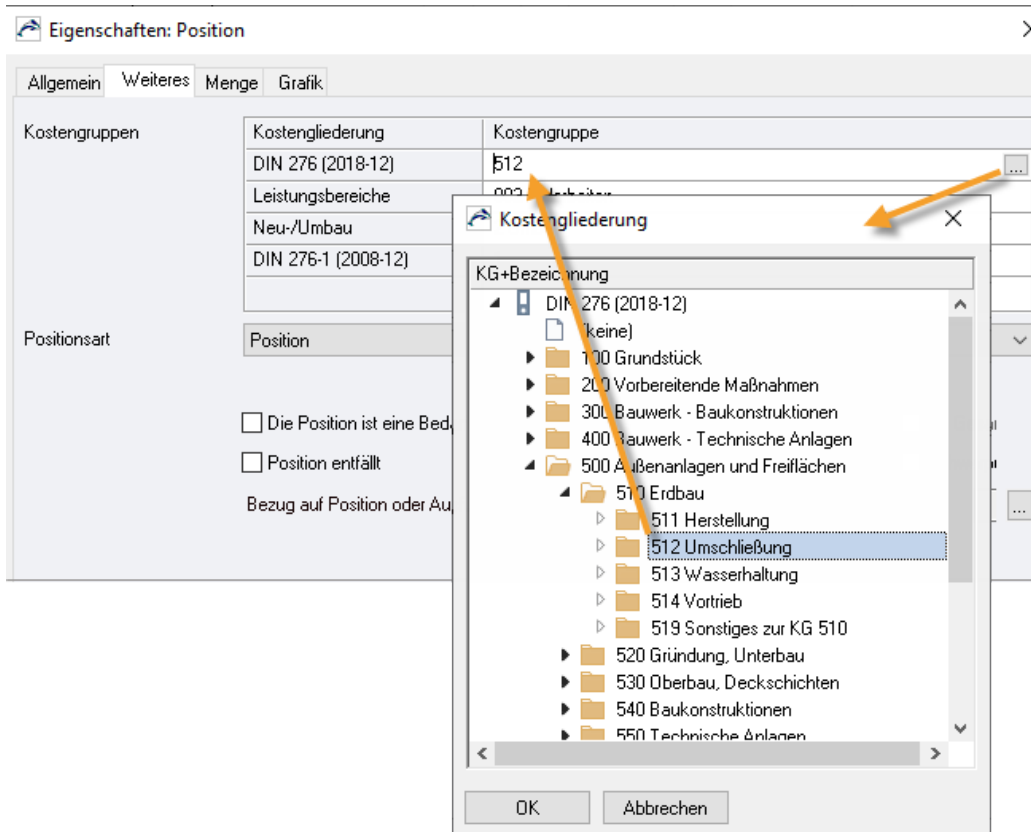 Eigenschaften: Position
Allgemein Weiteres Menge Grafik
Kostengruppen
Kostengliederung Kostengruppe
DIN 276 (2018-12) 512 ...
Leistungsbereiche
Neu-/Umbau
DIN 276-1 (2008-12)
Positionsart Position
Die Position ist eine
Position entfällt
Bezug auf Position oder ...
Kostengliederung
KG+Bezeichnung
DIN 276 (2018-12)
(keine)
100 Grundstück
200 Vorbereitende Maßnahmen
300 Bauwerk - Baukonstruktionen
400 Bauwerk - Technische Anlagen
500 Außenanlagen und Freiflächen
510 Erdbau
511 Herstellung
512 Umschließung
513 Wasserhaltung
514 Vortrieb
519 Sonstiges zur KG 510
520 Gründung, Unterbau
530 Oberbau, Deckschichten
540 Baukonstruktionen
550 Technische Anlagen
OK Abbrechen